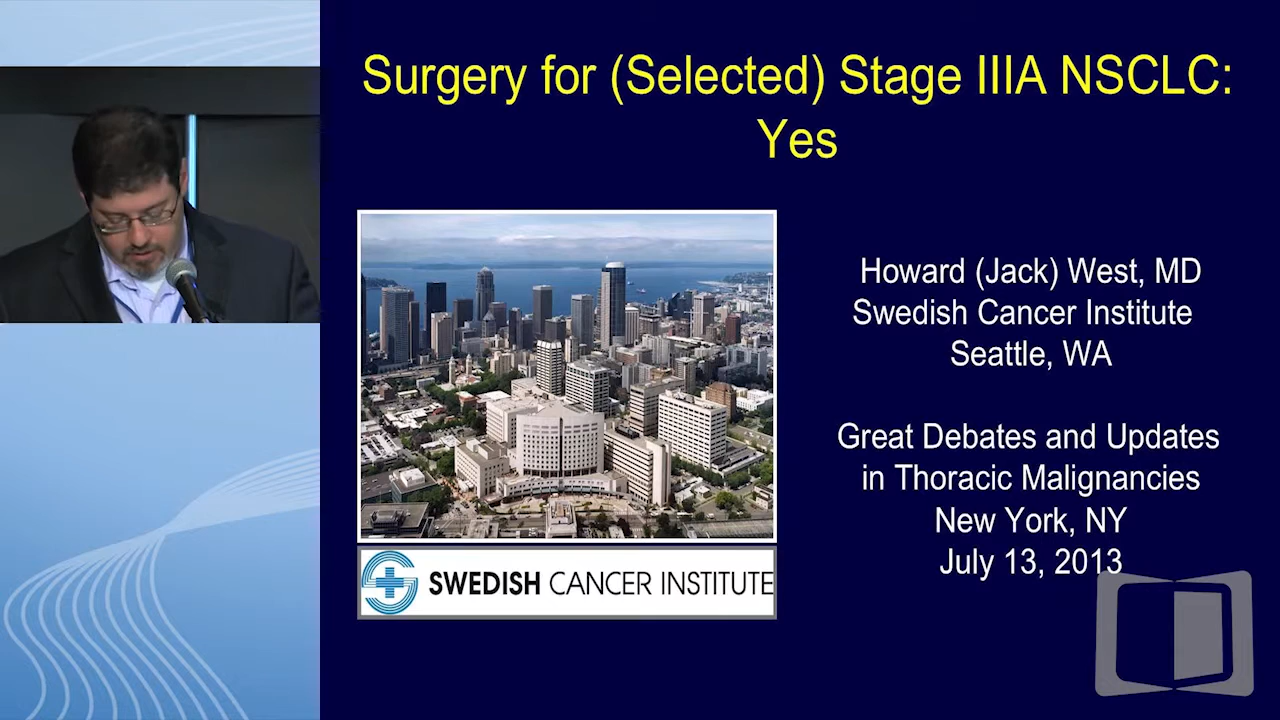 Surgery for (Selected) Stage IIIA NSCLC:
Yes
Howard (Jack) West, MD
Swedish Cancer Institute
Seattle, WA
Great Debates and Updates
in Thoracic Malignancies
New York, NY
July 13, 2013
SWEDISH CANCER INSTITUTE